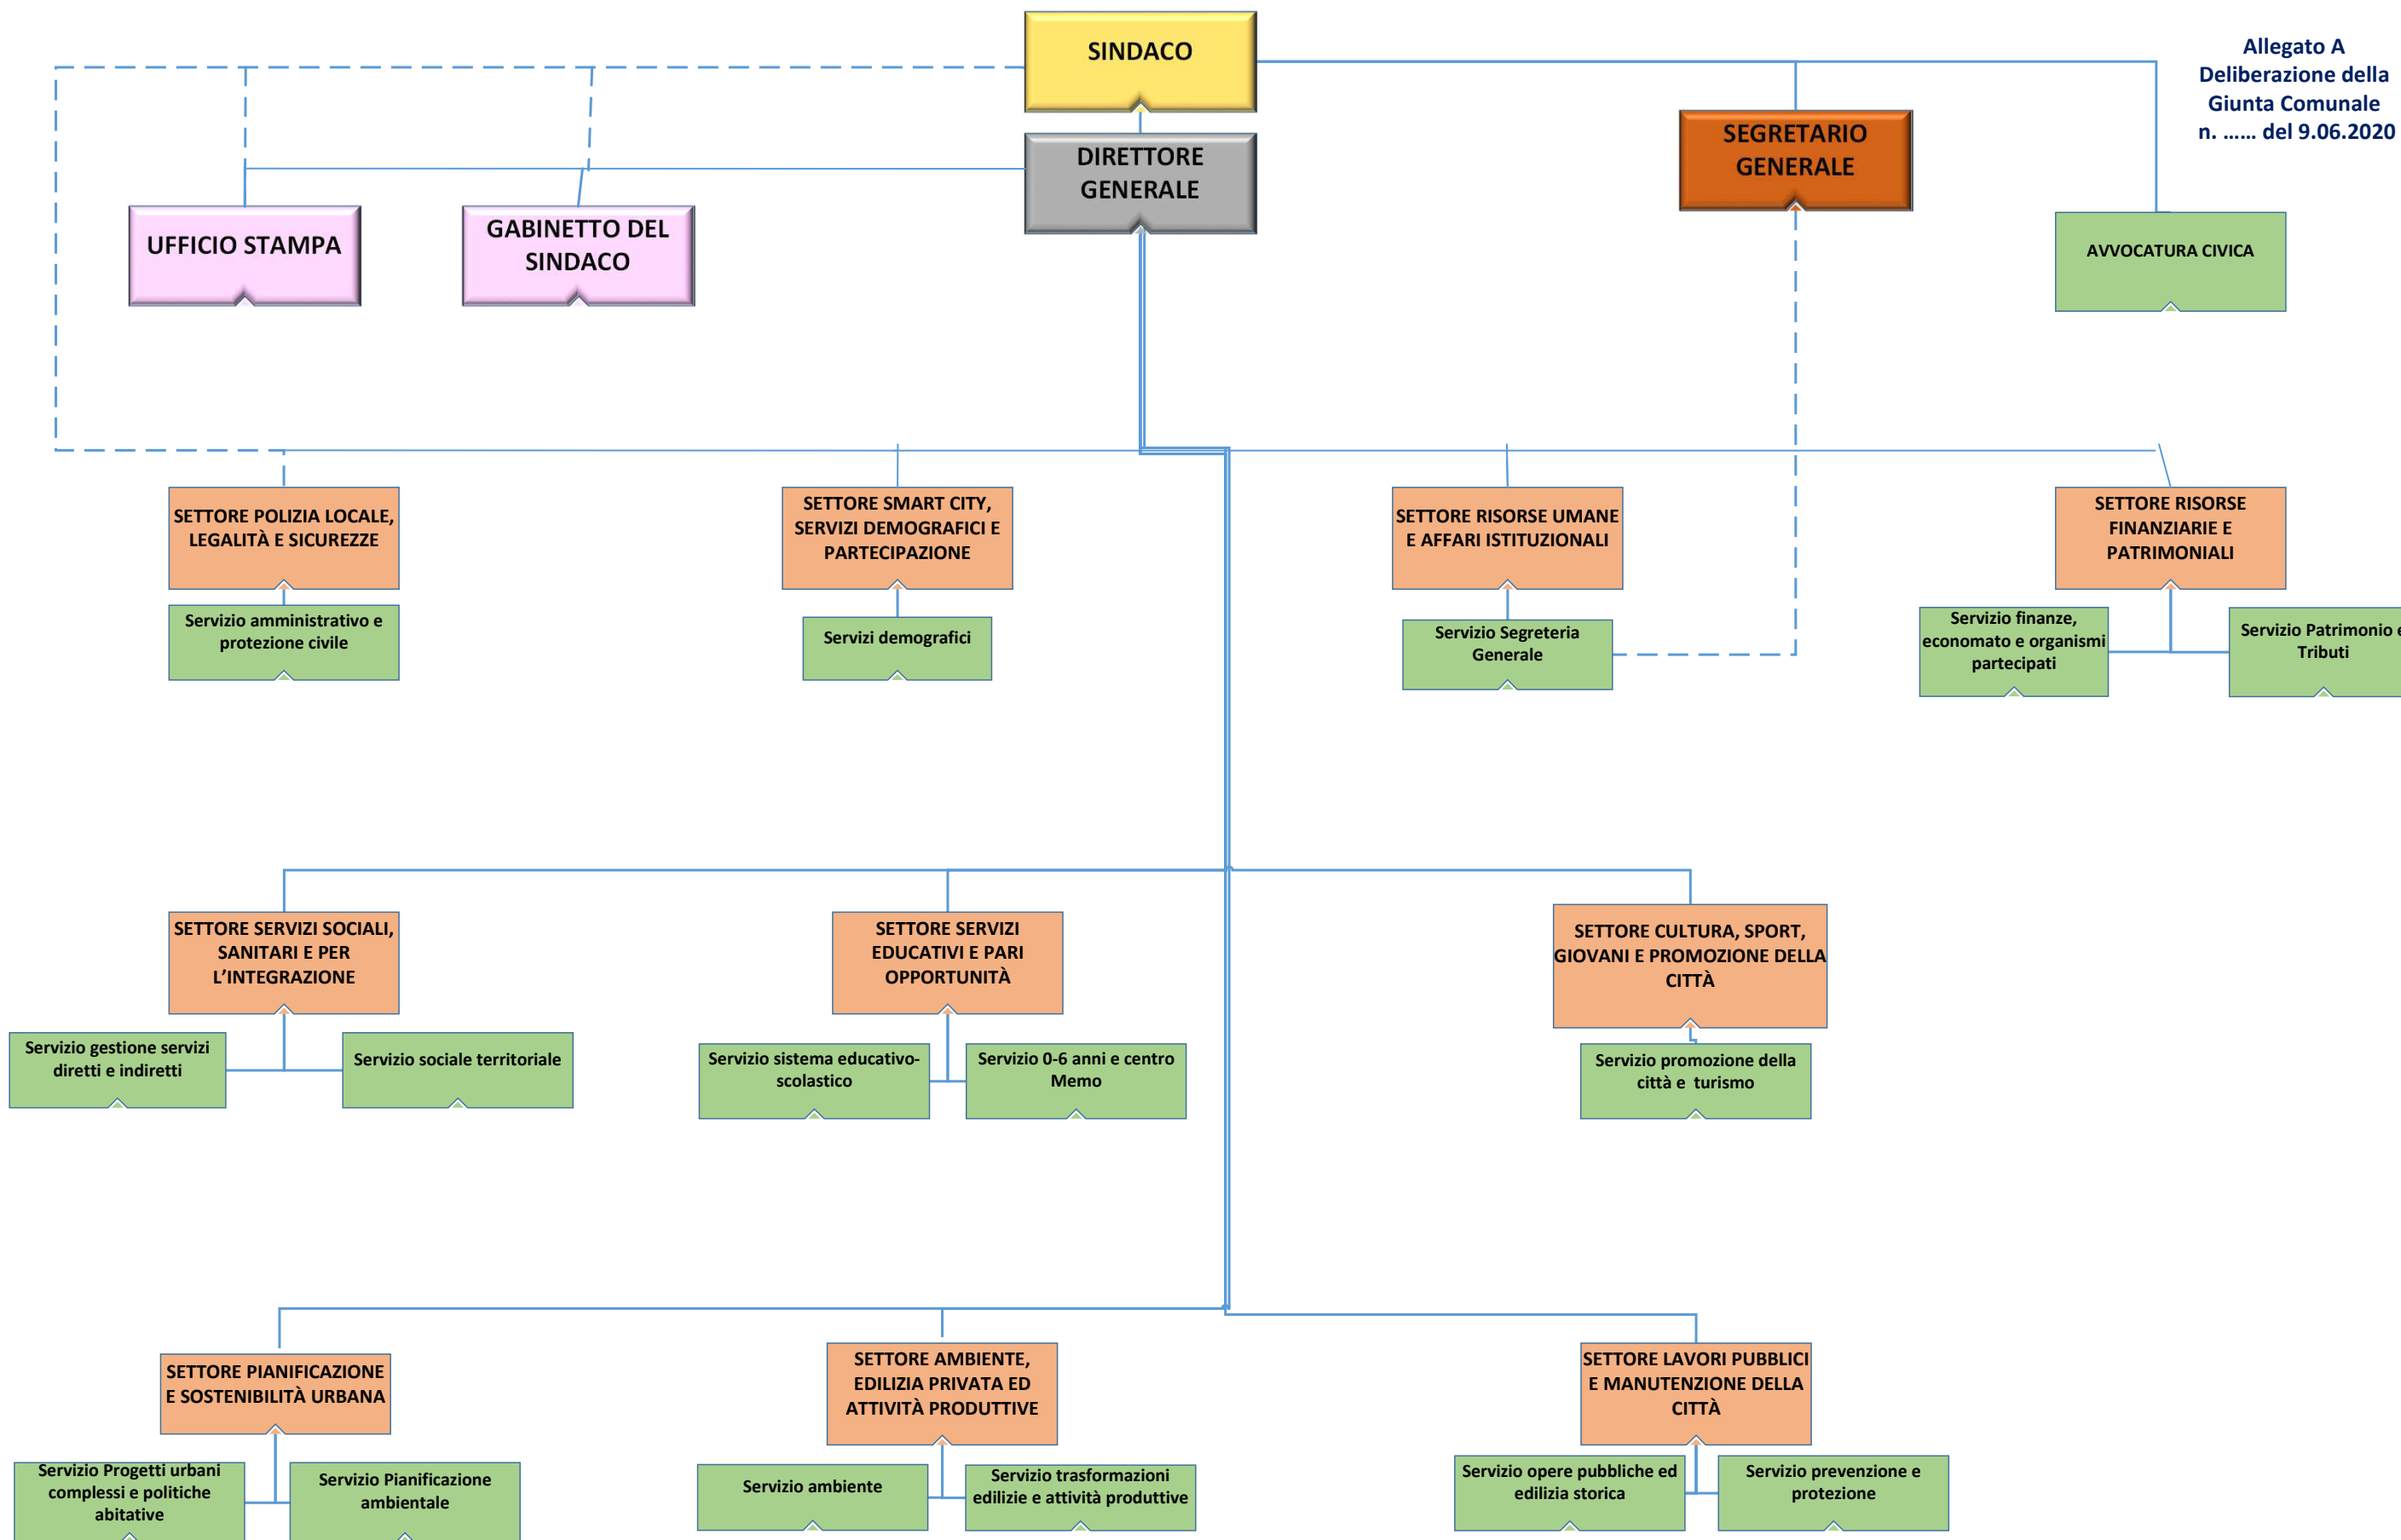 SINDACO
Allegato A
Deliberazione della
Giunta Comunale
n. ...... del 9.06.2020
DIRETTORE
GENERALE
SEGRETARIO
GENERALE
UFFICIO STAMPA
GABINETTO DEL
SINDACO
AVVOCATURA CIVICA
SETTORE POLIZIA LOCALE,
LEGALITÀ E SICUREZZE
SETTORE SMART CITY,
SERVIZI DEMOGRAFICI E
PARTECIPAZIONE
SETTORE RISORSE UMANE
E AFFARI ISTITUZIONALI
SETTORE RISORSE
FINANZIARIE E
PATRIMONIALI
Servizio amministrativo e
protezione civile
Servizi demografici
Servizio Segreteria
Generale
Servizio finanze,
economato e organismi
partecipati
Servizio Patrimonio e
Tributi
SETTORE SERVIZI SOCIALI,
SANITARI E PER
L’INTEGRAZIONE
SETTORE SERVIZI
EDUCATIVI E PARI
OPPORTUNITÀ
SETTORE CULTURA, SPORT,
GIOVANI E PROMOZIONE DELLA
CITTÀ
Servizio gestione servizi
diretti e indiretti
Servizio sociale territoriale
Servizio sistema educativo-
scolastico
Servizio 0-6 anni e centro
Memo
Servizio promozione della
città e turismo
SETTORE PIANIFICAZIONE
E SOSTENIBILITÀ URBANA
SETTORE AMBIENTE,
EDILIZIA PRIVATA ED
ATTIVITÀ PRODUTTIVE
SETTORE LAVORI PUBBLICI
E MANUTENZIONE DELLA
CITTÀ
Servizio Progetti urbani
complessi e politiche
abitative
Servizio Pianificazione
ambientale
Servizio ambiente
Servizio trasformazioni
edilizie e attività produttive
Servizio opere pubbliche ed
edilizia storica
Servizio prevenzione e
protezione